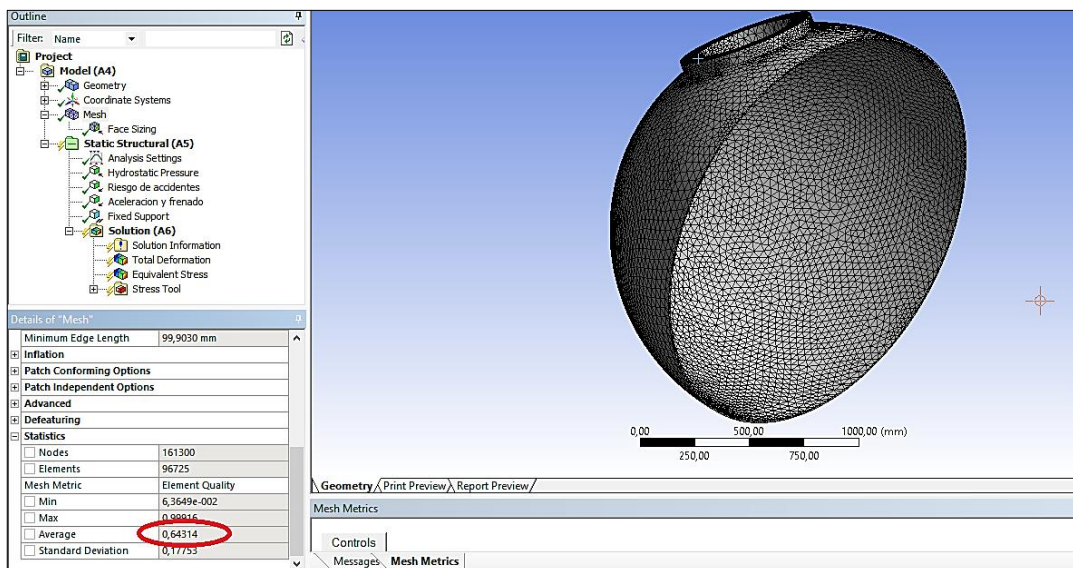 Outline
Filter: Name
Project
Model (A4)
Geometry
Coordinate Systems
Mesh
Face Sizing
Static Structural (A5)
Analysis Settings
Hydrostatic Pressure
Riesgo de accidentes
Aceleracion y frenado
Fixed Support
Solution (A6)
Solution Information
Total Deformation
Equivalent Stress
Stress Tool
Details of "Mesh"
Minimum Edge Length 99,9030 mm
Inflation
Patch Conforming Options
Patch Independent Options
Advanced
Defeaturing
Statistics
Nodes 161300
Elements 96725
Mesh Metric Element Quality
Min 6,3649e-002
Max 0,99916
Average 0,64314
Standard Deviation 0,17753
0,00 500,00 1000,00 (mm)
250,00 750,00
Geometry Print Preview Report Preview
Mesh Metrics
Controls
Messages Mesh Metrics